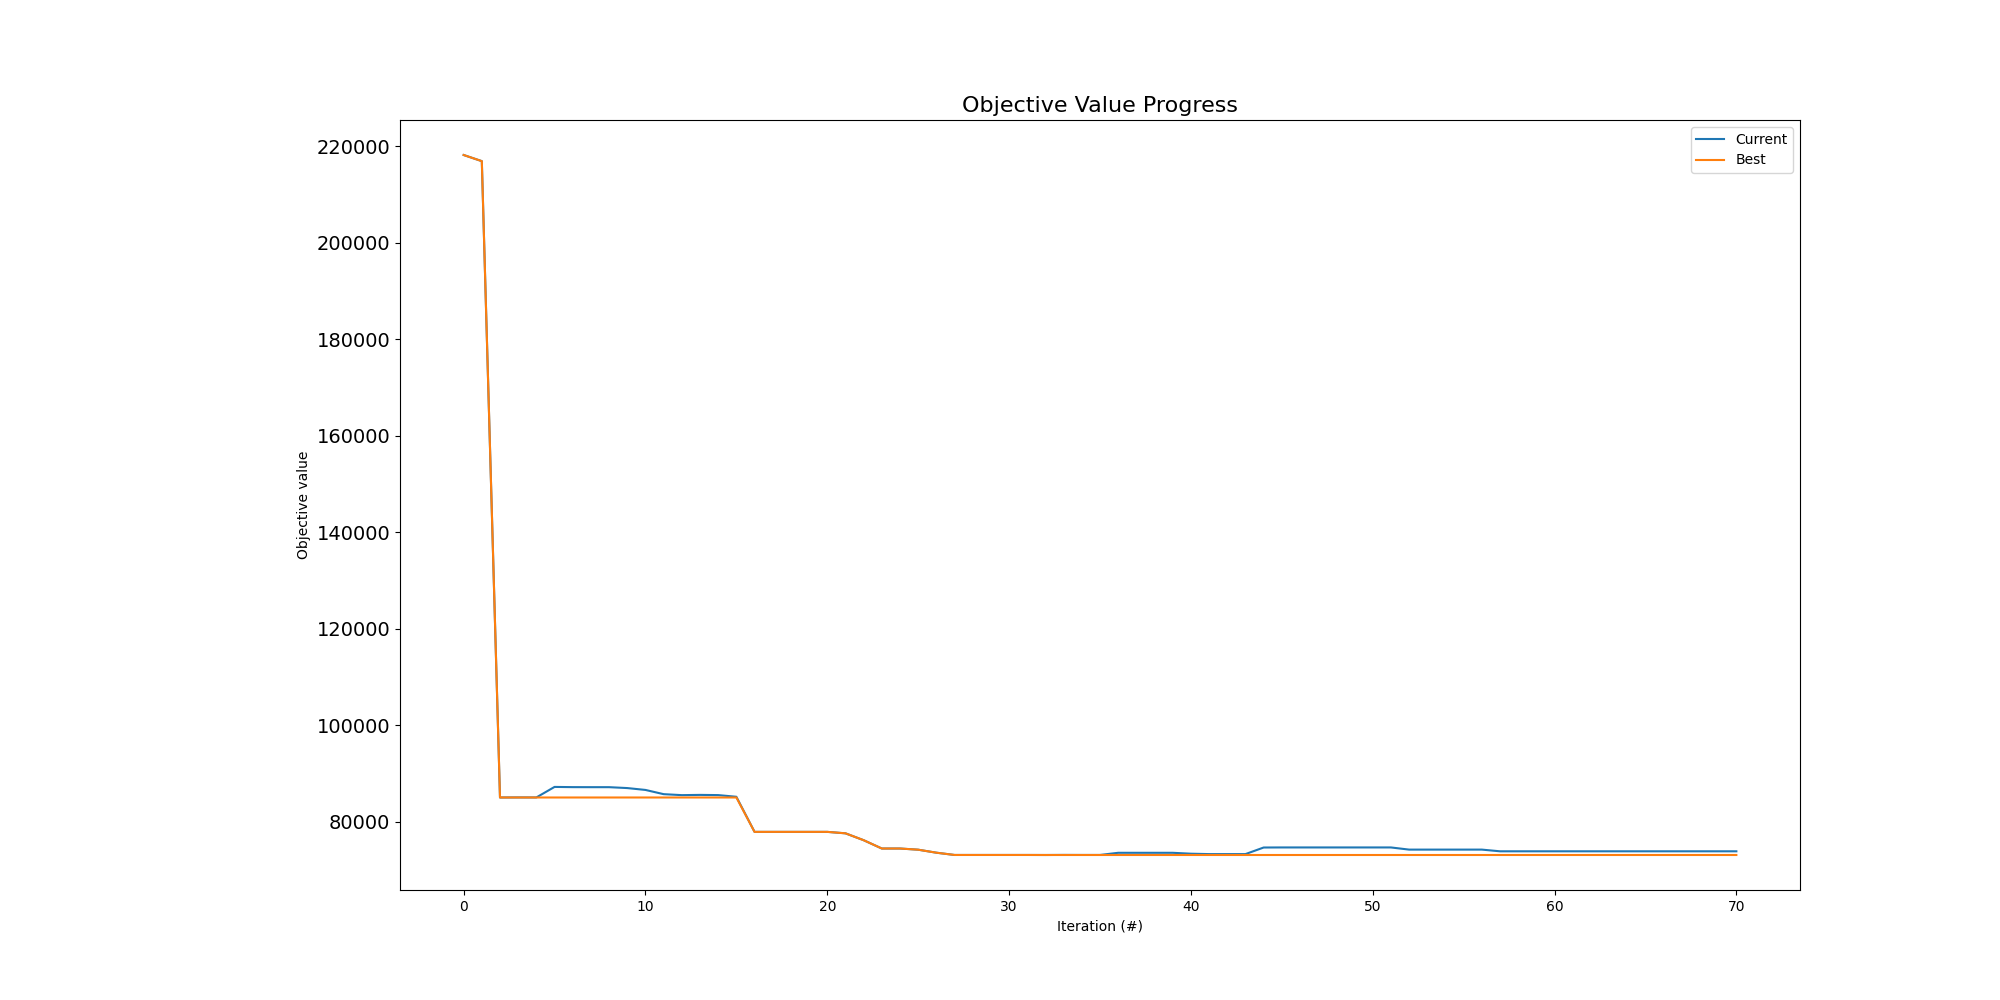 Objective Value Progress
Current
Best
220000
200000
180000
160000
140000
120000
100000
80000
Objective value
0 10 20 30 40 50 60 70
Iteration (#)